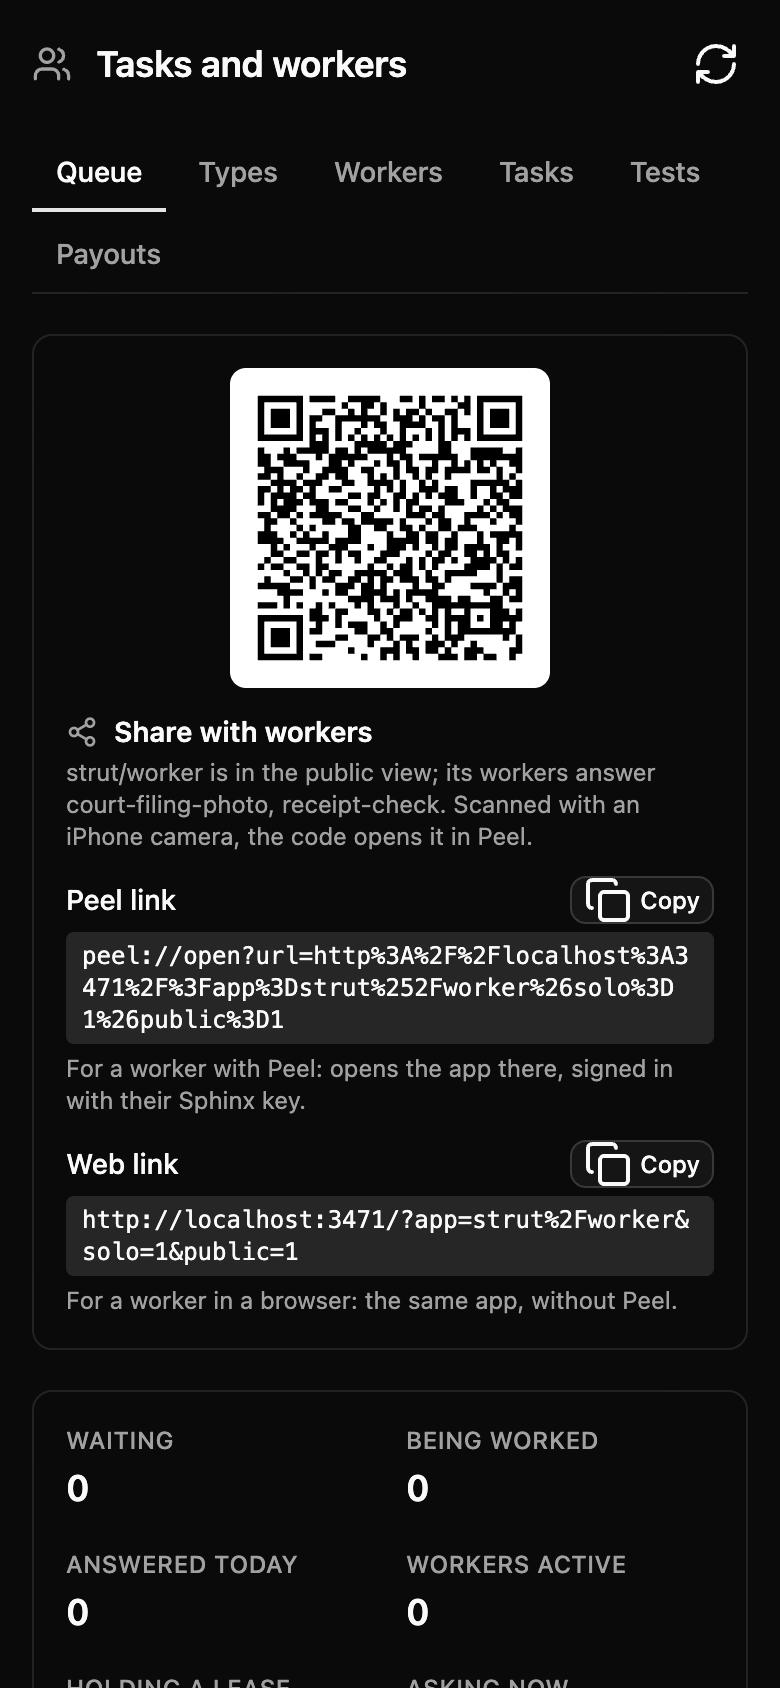 Tasks and workers
Queue Types Workers Tasks Tests
Payouts
Share with workers
strut/worker is in the public view; its workers answer
court-filing-photo, receipt-check. Scanned with an
iPhone camera, the code opens it in Peel.
Peel link Copy
peel://open?url=http%3A%2F%2Flocalhost%3A3
471%2F%3Fapp%3Dstrut%252Fworker%26solo%3D
1%26public%3D1
For a worker with Peel: opens the app there, signed in
with their Sphinx key.
Web link Copy
http://localhost:3471/?app=strut%2Fworker&
solo=1&public=1
For a worker in a browser: the same app, without Peel.
WAITING BEING WORKED
0 0
ANSWERED TODAY WORKERS ACTIVE
0 0
HOLDING A LEASE ASKING NOW